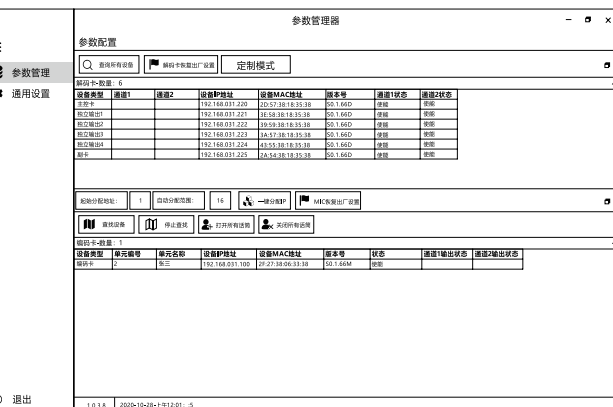 参数管理器
参数配置
参数管理
通用设置
查询所有设备 解码卡恢复出厂设置 定制模式
解码卡-数量：6
设备类型 通道1 通道2 设备IP地址 设备MAC地址 版本号 通道1状态 通道2状态
主控卡 192.168.031.220 2D:57:38:18:35:38 S0.1.66D 使能 使能
独立输出1 192.168.031.221 3E:58:38:18:35:38 S0.1.66D 使能 使能
独立输出2 192.168.031.222 39:59:38:18:35:38 S0.1.66D 使能 使能
独立输出3 192.168.031.223 3A:57:38:18:35:38 S0.1.66D 使能 使能
独立输出4 192.168.031.224 43:55:38:18:35:38 S0.1.66D 使能 使能
副卡 192.168.031.225 2A:54:38:18:35:38 S0.1.66D 使能 使能
起始分配地址： 1 自动分配范围： 16 一键分配IP MIC恢复出厂设置
查找设备 停止查找 打开所有话筒 关闭所有话筒
编码卡-数量：1
设备类型 单元编号 单元名称 设备IP地址 设备MAC地址 版本号 状态 通道1输出状态 通道2输出状态
编码卡 2 张三 192.168.031.100 2F:27:38:06:33:38 S0.1.66M 使能
退出
1.0.3.8 2020-10-28-上午12:01：:5